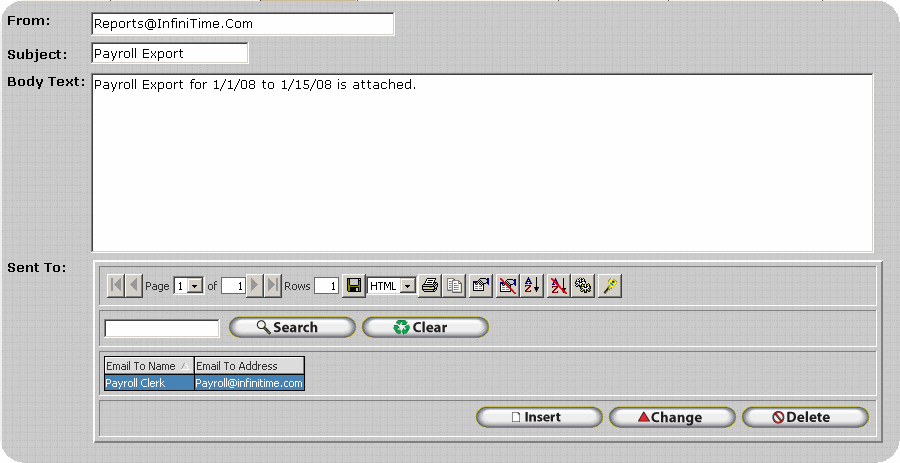 From: Reports@InfiniTime.Com
Subject: Payroll Export
Body Text: Payroll Export for 1/1/08 to 1/15/08 is attached.
Sent To:
Page 1 of 1 Rows 1 HTML
Search Clear
Email To Name Email To Address
Payroll Clerk Payroll@infinitime.com
Insert Change Delete